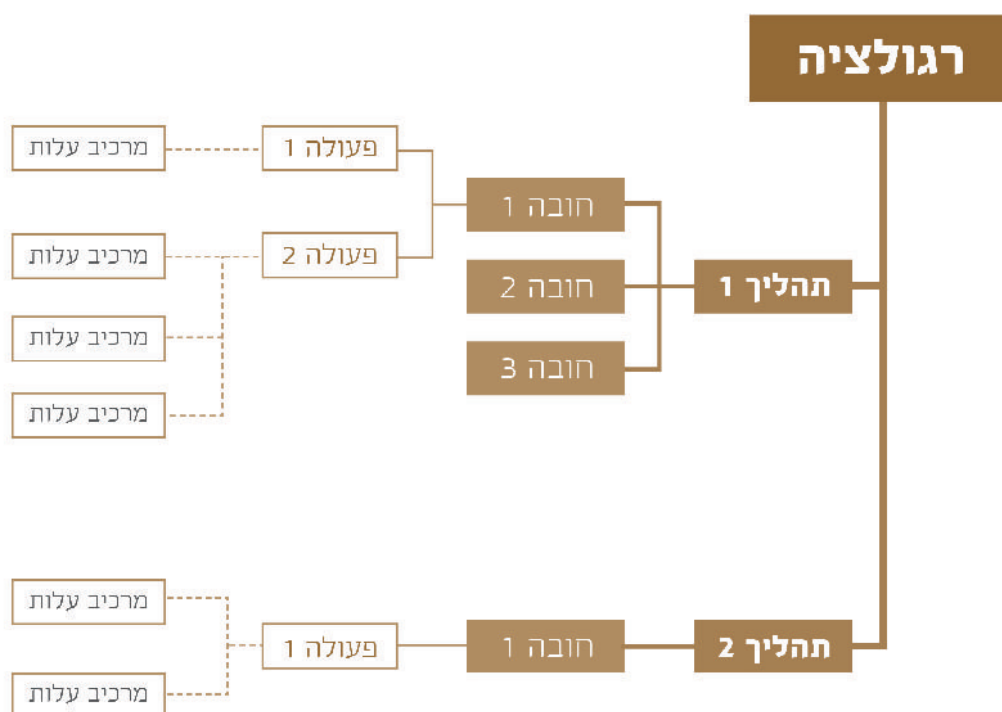 רגולציה
תהליך 1
חובה 1
פעולה 1
מרכיב עלות
פעולה 2
מרכיב עלות
מרכיב עלות
מרכיב עלות
חובה 2
חובה 3
תהליך 2
חובה 1
פעולה 1
מרכיב עלות
מרכיב עלות